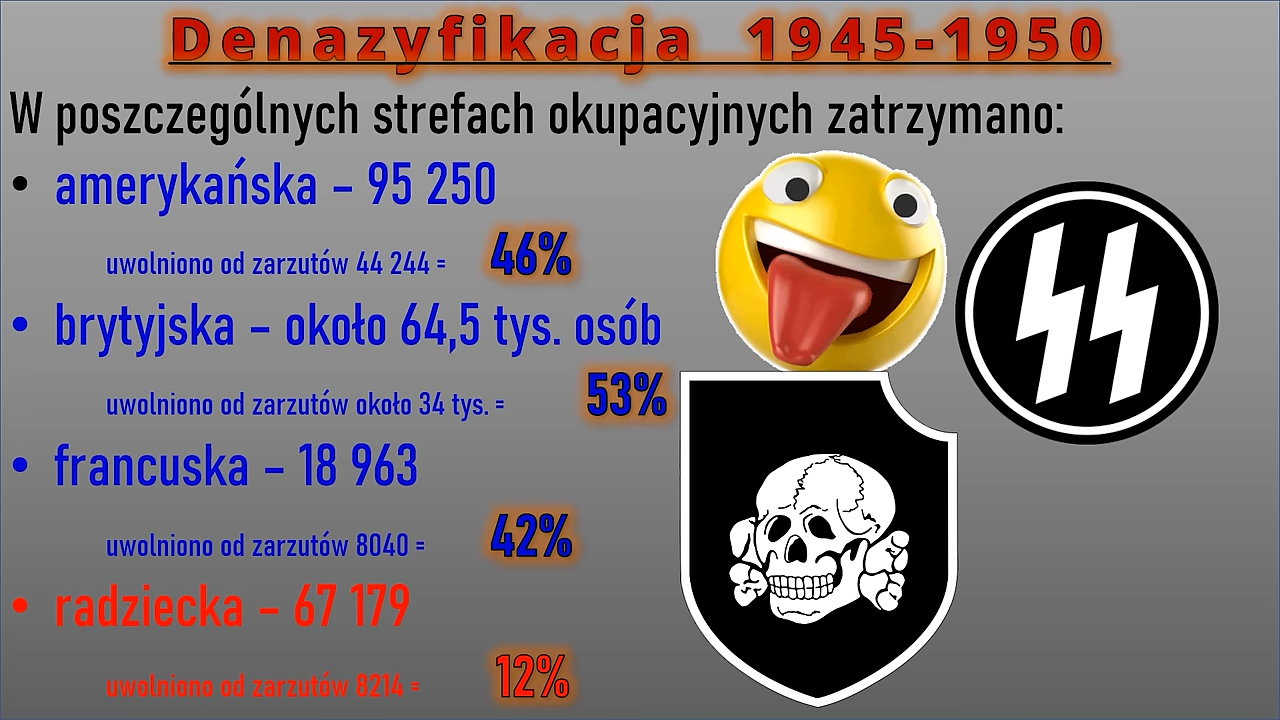 Denazyfikacja 1945-1950
W poszczególnych strefach okupacyjnych zatrzymano:
• amerykańska – 95 250
uwolniono od zarzutów 44 244 = 46%
• brytyjska – około 64,5 tys. osób
uwolniono od zarzutów około 34 tys. = 53%
• francuska – 18 963
uwolniono od zarzutów 8040 = 42%
• radziecka – 67 179
uwolniono od zarzutów 8214 = 12%